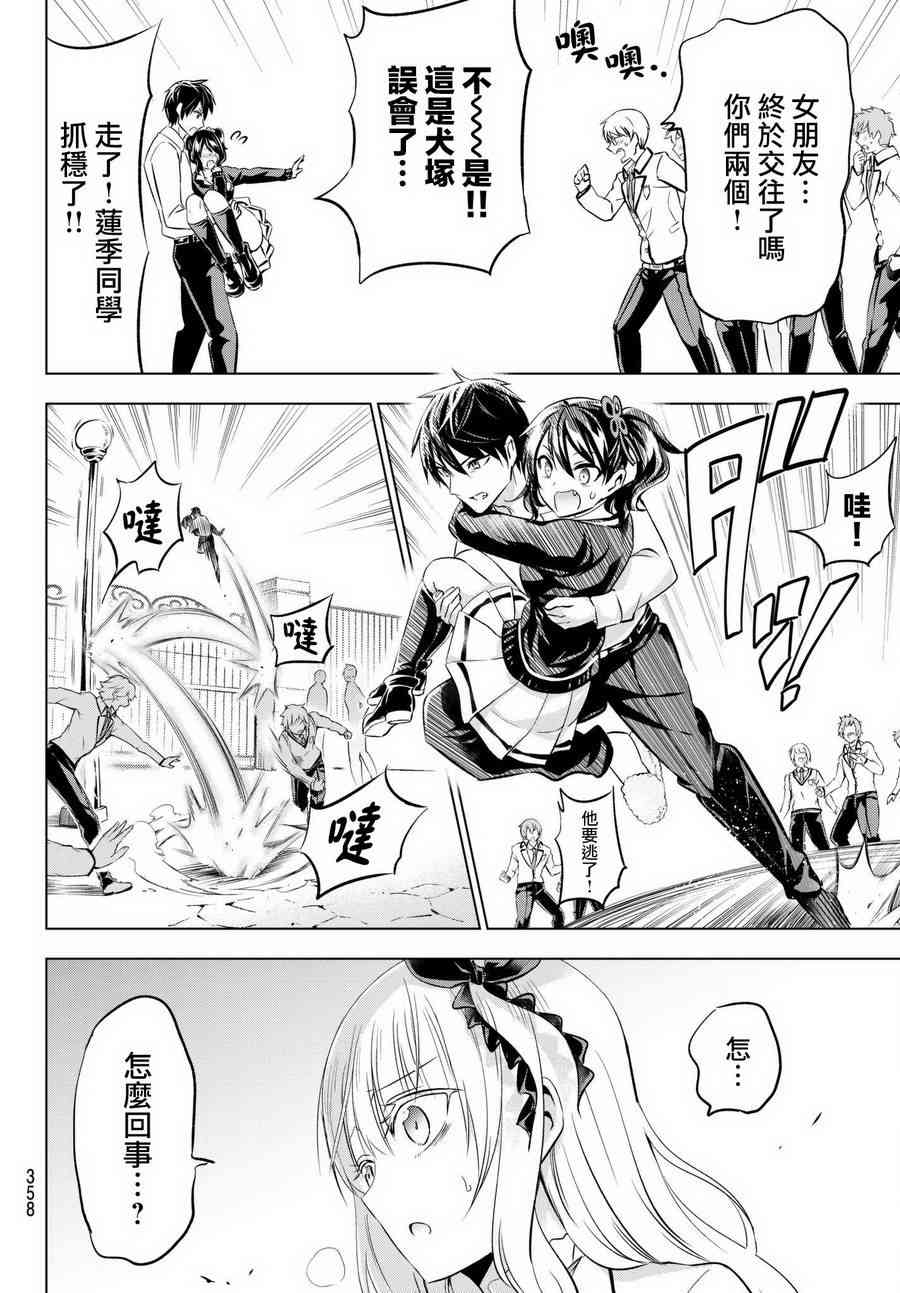 女朋友…
終於交往了嗎
你們兩個！
噢噢…
不～～是!!
這是犬塚
誤會了…
走了！蓮季同學
抓穩了!!
哇！
ダッ!!
他要逃了！
噠
噠
噠
怎…
怎麼回事…?
358